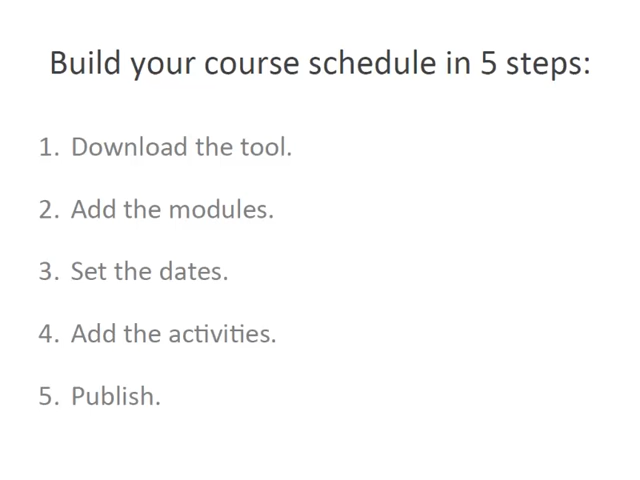 Build your course schedule in 5 steps:
1. Download the tool.
2. Add the modules.
3. Set the dates.
4. Add the activities.
5. Publish.